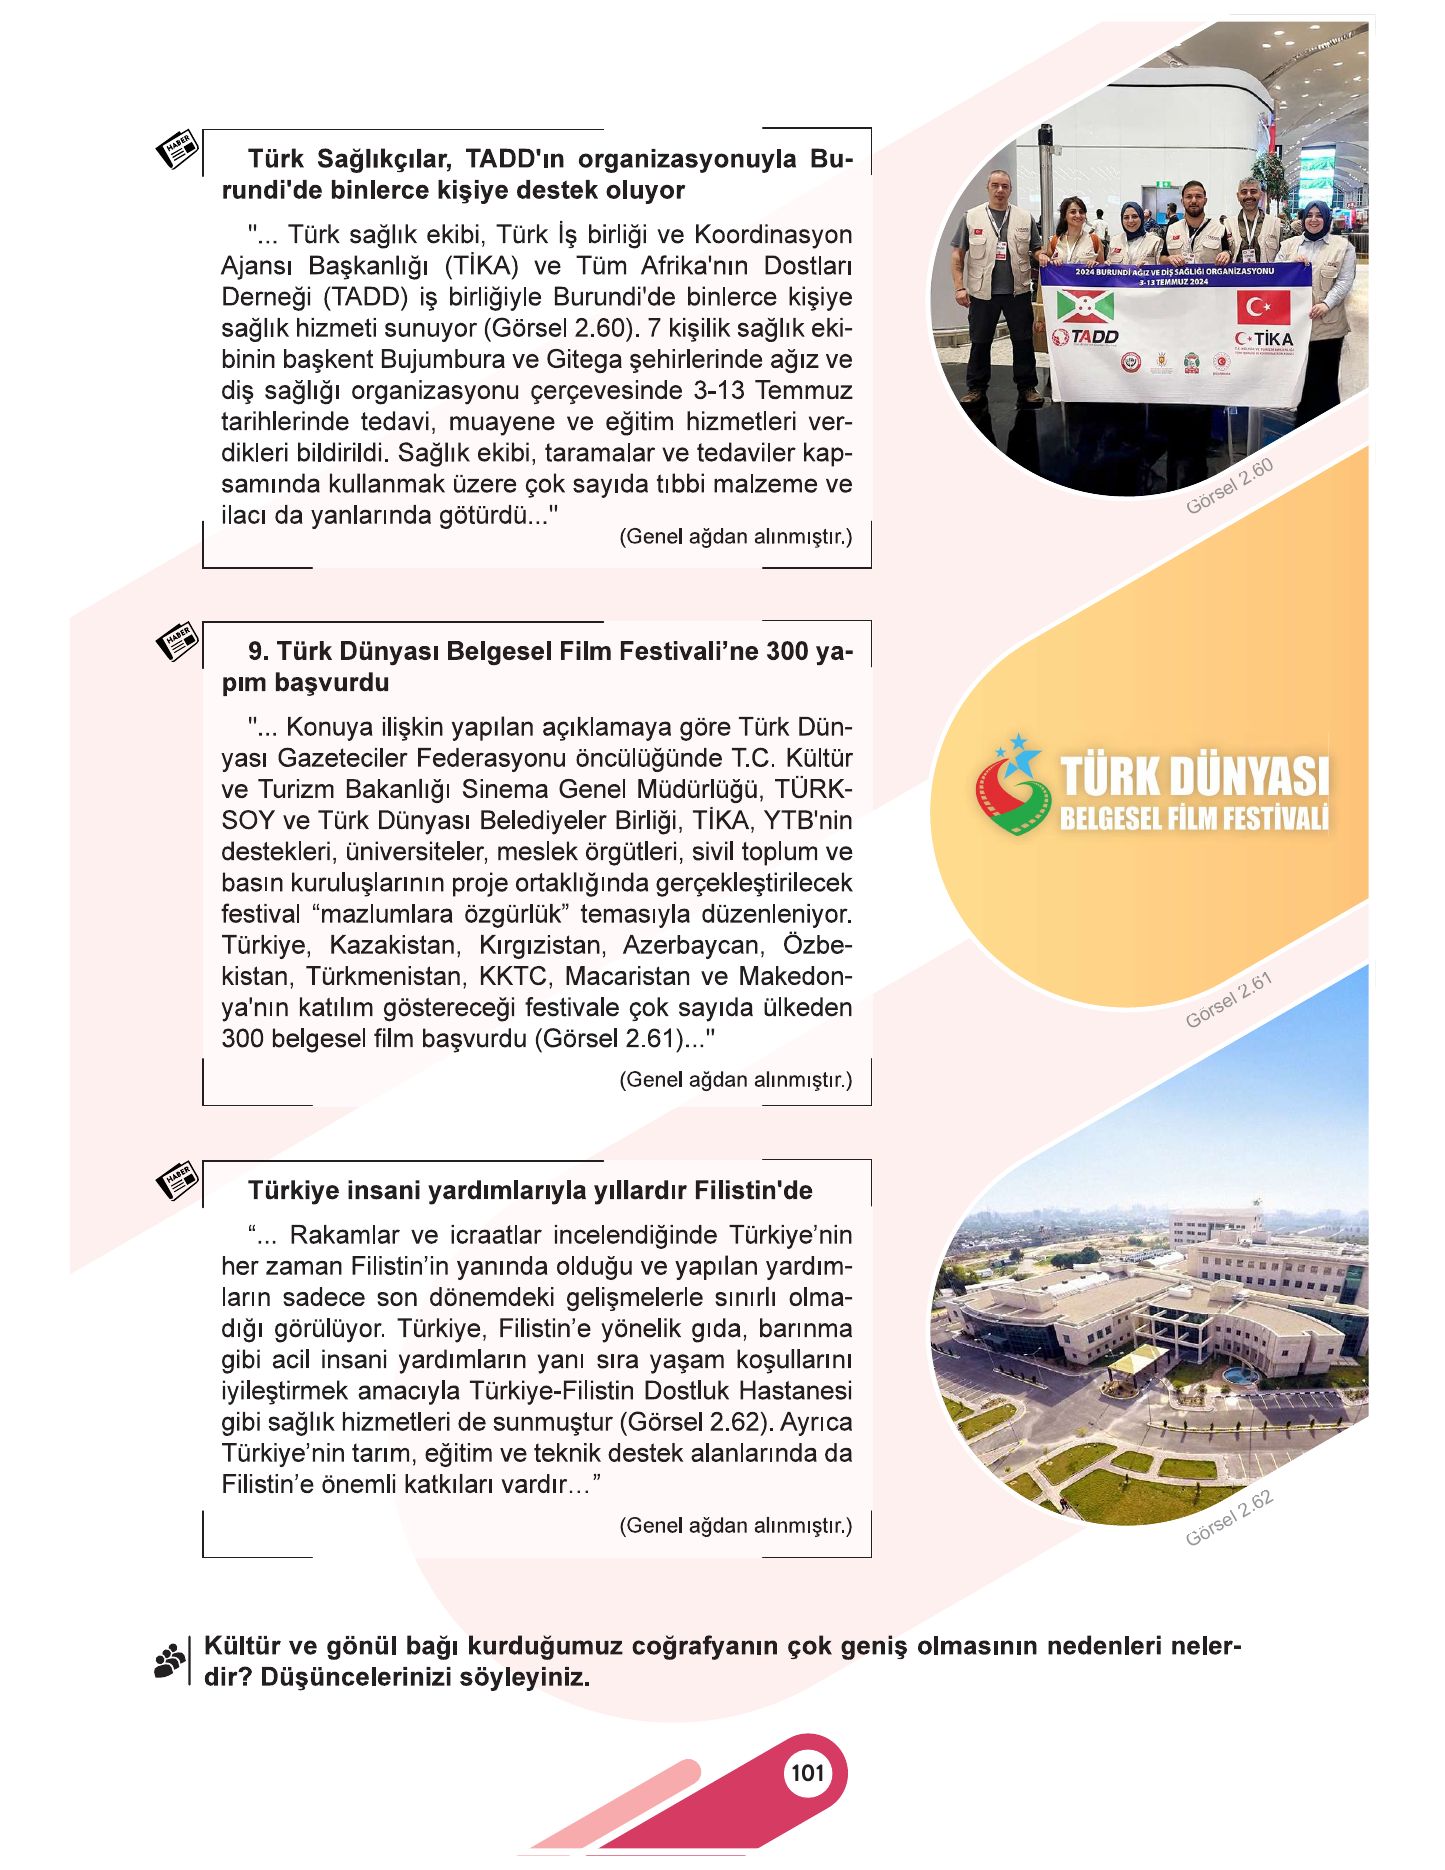 HABER
Türk Sağlıkçılar, TADD'ın organizasyonuyla Bu-
rundi'de binlerce kişiye destek oluyor
"... Türk sağlık ekibi, Türk İş birliği ve Koordinasyon
Ajansı Başkanlığı (TİKA) ve Tüm Afrika'nın Dostları
Derneği (TADD) iş birliğiyle Burundi'de binlerce kişiye
sağlık hizmeti sunuyor (Görsel 2.60). 7 kişilik sağlık eki-
binin başkent Bujumbura ve Gitega şehirlerinde ağız ve
diş sağlığı organizasyonu çerçevesinde 3-13 Temmuz
tarihlerinde tedavi, muayene ve eğitim hizmetleri ver-
dikleri bildirildi. Sağlık ekibi, taramalar ve tedaviler kap-
samında kullanmak üzere çok sayıda tıbbi malzeme ve
ilacı da yanlarında götürdü..."
(Genel ağdan alınmıştır.)
2024 BURUNDİ AĞIZ VE DİŞ SAĞLIĞI ORGANİZASYONU
3-13 TEMMUZ 2024
TADD
TİKA
Görsel 2.60
HABER
9. Türk Dünyası Belgesel Film Festivali’ne 300 ya-
pım başvurdu
"... Konuya ilişkin yapılan açıklamaya göre Türk Dün-
yası Gazeteciler Federasyonu öncülüğünde T.C. Kültür
ve Turizm Bakanlığı Sinema Genel Müdürlüğü, TÜRK-
SOY ve Türk Dünyası Belediyeler Birliği, TİKA, YTB'nin
destekleri, üniversiteler, meslek örgütleri, sivil toplum ve
basın kuruluşlarının proje ortaklığında gerçekleştirilecek
festival “mazlumlara özgürlük” temasıyla düzenleniyor.
Türkiye, Kazakistan, Kırgızistan, Azerbaycan, Özbe-
kistan, Türkmenistan, KKTC, Macaristan ve Makedon-
ya'nın katılım göstereceği festivale çok sayıda ülkeden
300 belgesel film başvurdu (Görsel 2.61)..."
(Genel ağdan alınmıştır.)
TÜRK DÜNYASI
BELGESEL FİLM FESTİVALİ
Görsel 2.61
HABER
Türkiye insani yardımlarıyla yıllardır Filistin'de
“... Rakamlar ve icraatlar incelendiğinde Türkiye’nin
her zaman Filistin’in yanında olduğu ve yapılan yardım-
ların sadece son dönemdeki gelişmelerle sınırlı olma-
dığı görülüyor. Türkiye, Filistin’e yönelik gıda, barınma
gibi acil insani yardımların yanı sıra yaşam koşullarını
iyileştirmek amacıyla Türkiye-Filistin Dostluk Hastanesi
gibi sağlık hizmetleri de sunmuştur (Görsel 2.62). Ayrıca
Türkiye’nin tarım, eğitim ve teknik destek alanlarında da
Filistin’e önemli katkıları vardır…”
(Genel ağdan alınmıştır.)
Görsel 2.62
Kültür ve gönül bağı kurduğumuz coğrafyanın çok geniş olmasının nedenleri neler-
dir? Düşüncelerinizi söyleyiniz.
101